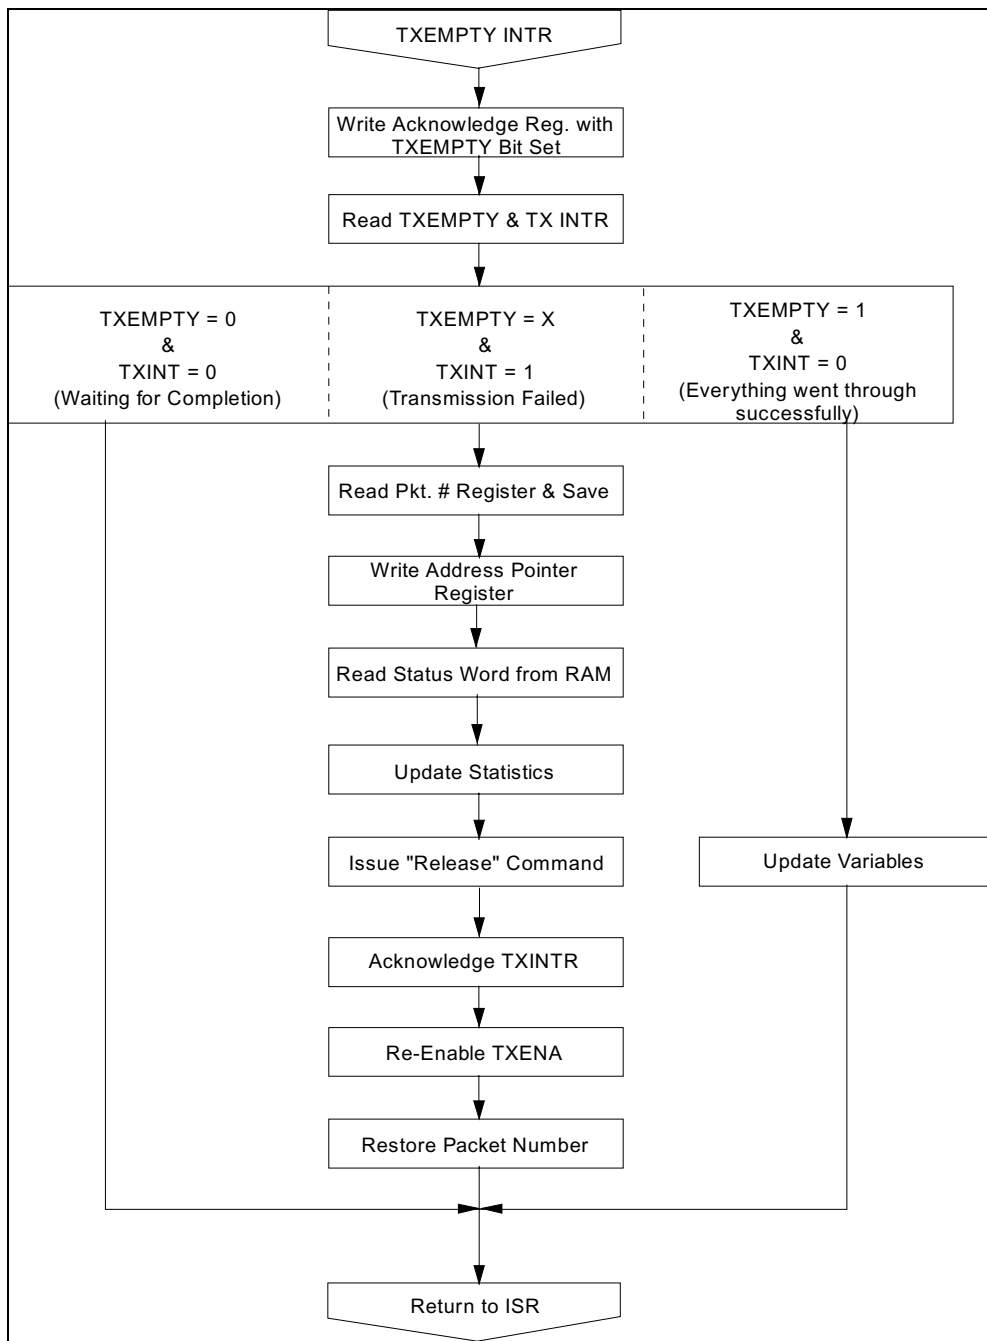 TXEMPTY INTR
Write Acknowledge Reg. with
TXEMPTY Bit Set
Read TXEMPTY & TX INTR
TXEMPTY = 0
&
TXINT = 0
(Waiting for Completion)
TXEMPTY = X
&
TXINT = 1
(Transmission Failed)
TXEMPTY = 1
&
TXINT = 0
(Everything went through
successfully)
Read Pkt. # Register & Save
Write Address Pointer
Register
Read Status Word from RAM
Update Statistics
Issue "Release" Command
Update Variables
Acknowledge TXINTR
Re-Enable TXENA
Restore Packet Number
Return to ISR